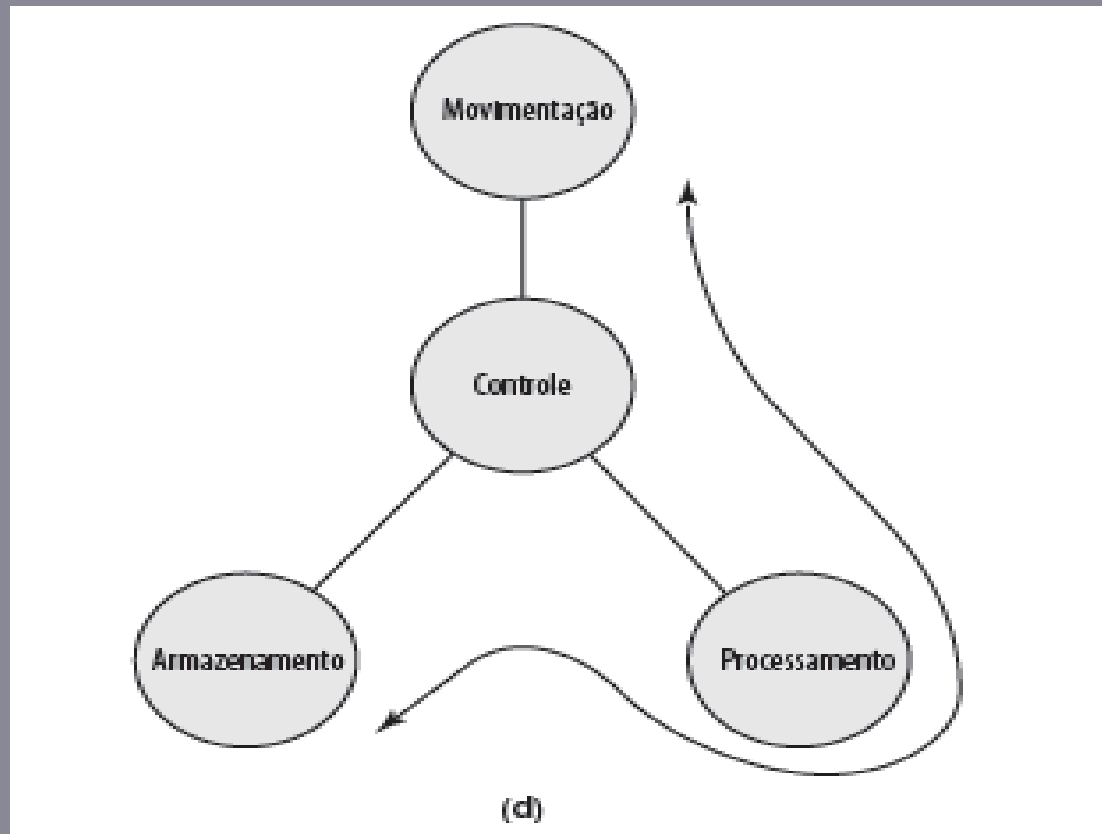 Movimentação
Controle
Armazenamento
Processamento
(d)